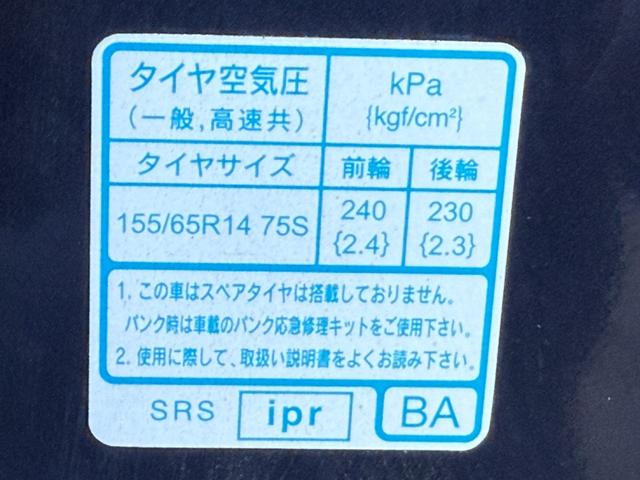 タイヤ空気圧 kPa
(一般,高速共) {kgf/cm²}
タイヤサイズ 前輪 後輪
155/65R14 75S 240 230
{2.4} {2.3}
1. この車はスペアタイヤは搭載しておりません。
パンク時は車載のパンク応急修理キットをご使用下さい。
2. 使用に際して、取扱い説明書をよくお読み下さい。
SRS ipr BA